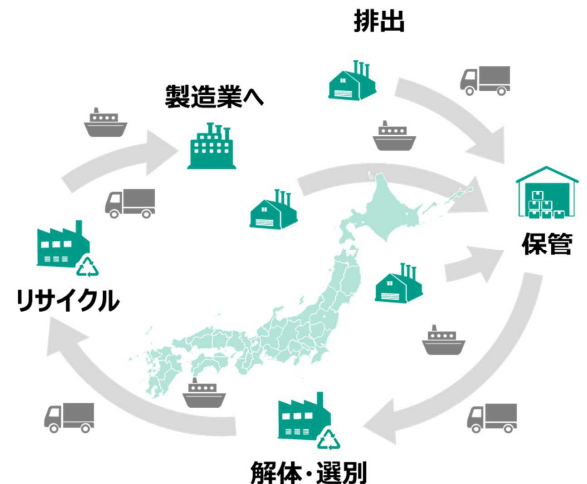 排出
製造業へ
保管
リサイクル
解体・選別